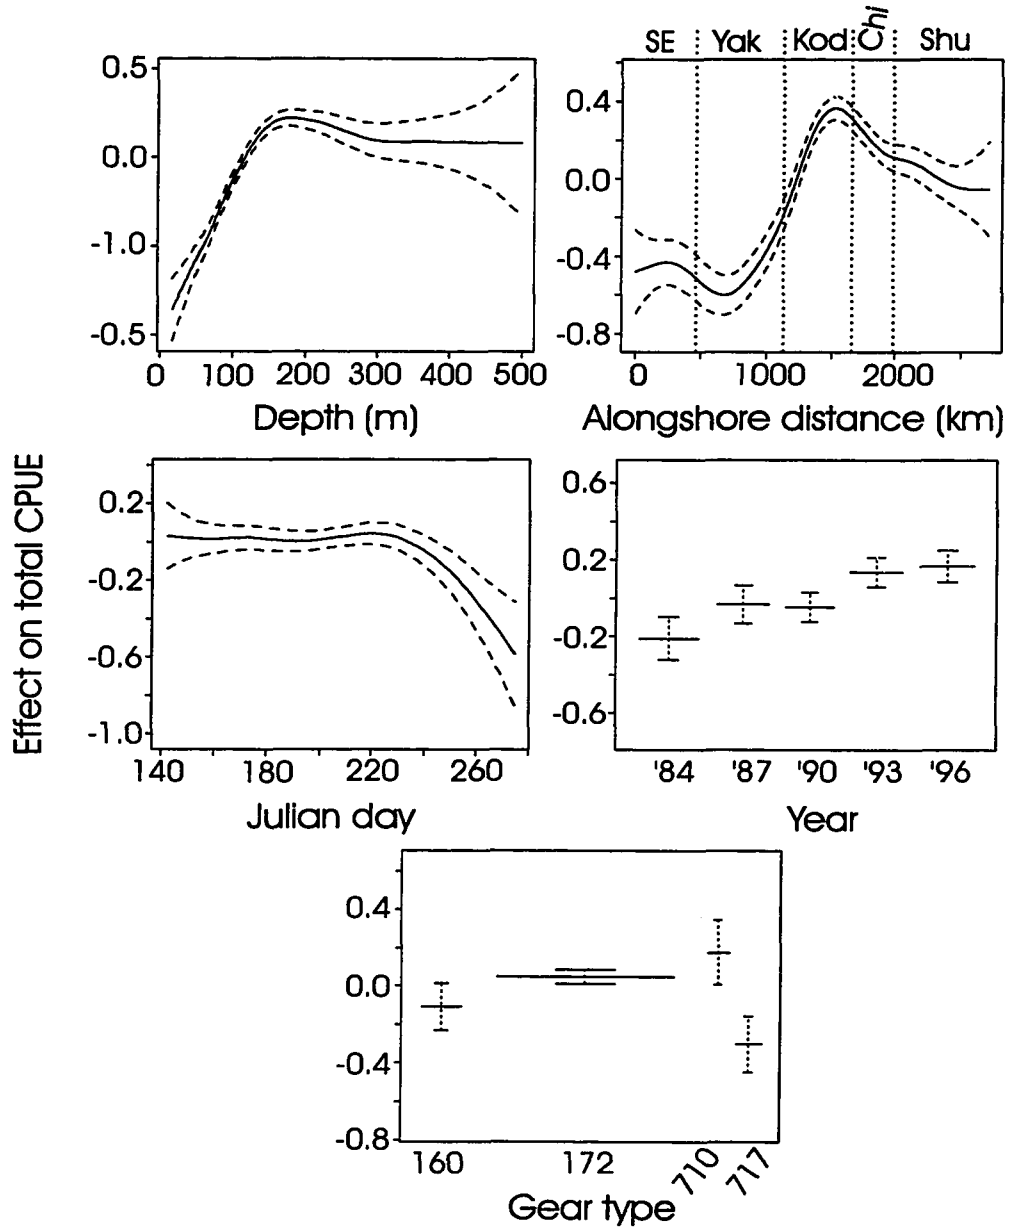 SE Yak Kod Chi Shu
0.5
0.0
-1.0
-0.5
0 100 200 300 400 500
Depth (m)
0.4
0.0
-0.4
-0.8
0 1000 2000
Alongshore distance (km)
Effect on total CPUE
0.2
-0.2
-0.6
-1.0
140 180 220 260
Julian day
0.6
0.2
-0.2
-0.6
'84 '87 '90 '93 '96
Year
0.4
0.0
-0.4
-0.8
160 172 710 717
Gear type